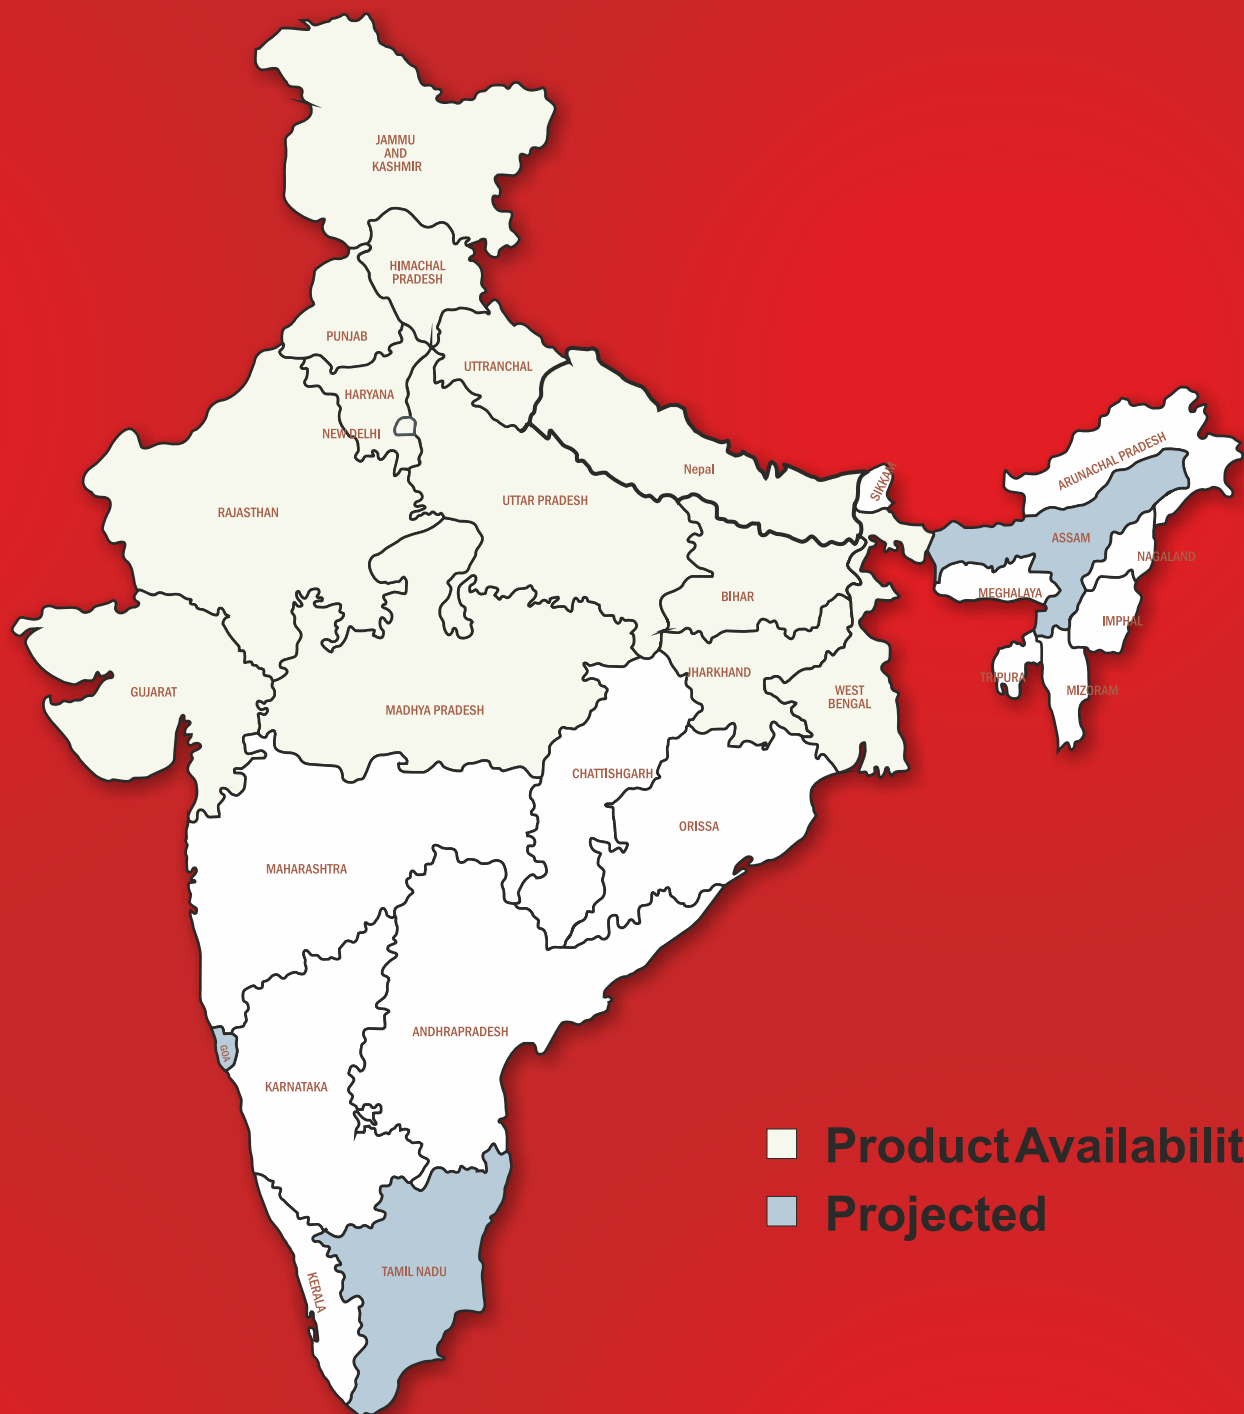 JAMMU
AND
KASHMIR
HIMACHAL
PRADESH
PUNJAB
UTTRANCHAL
HARYANA
NEW DELHI
RAJASTHAN
UTTAR PRADESH
Nepal
SIKKAM
ARUNACHAL PRADESH
ASSAM
NAGALAND
MEGHALAYA
IMPHAL
TRIPURA
MIZORAM
BIHAR
JHARKHAND
WEST
BENGAL
GUJARAT
MADHYA PRADESH
CHATTISHGARH
ORISSA
MAHARASHTRA
ANDHRAPRADESH
GOA
KARNATAKA
KERALA
TAMIL NADU
Product Availabilit
Projected